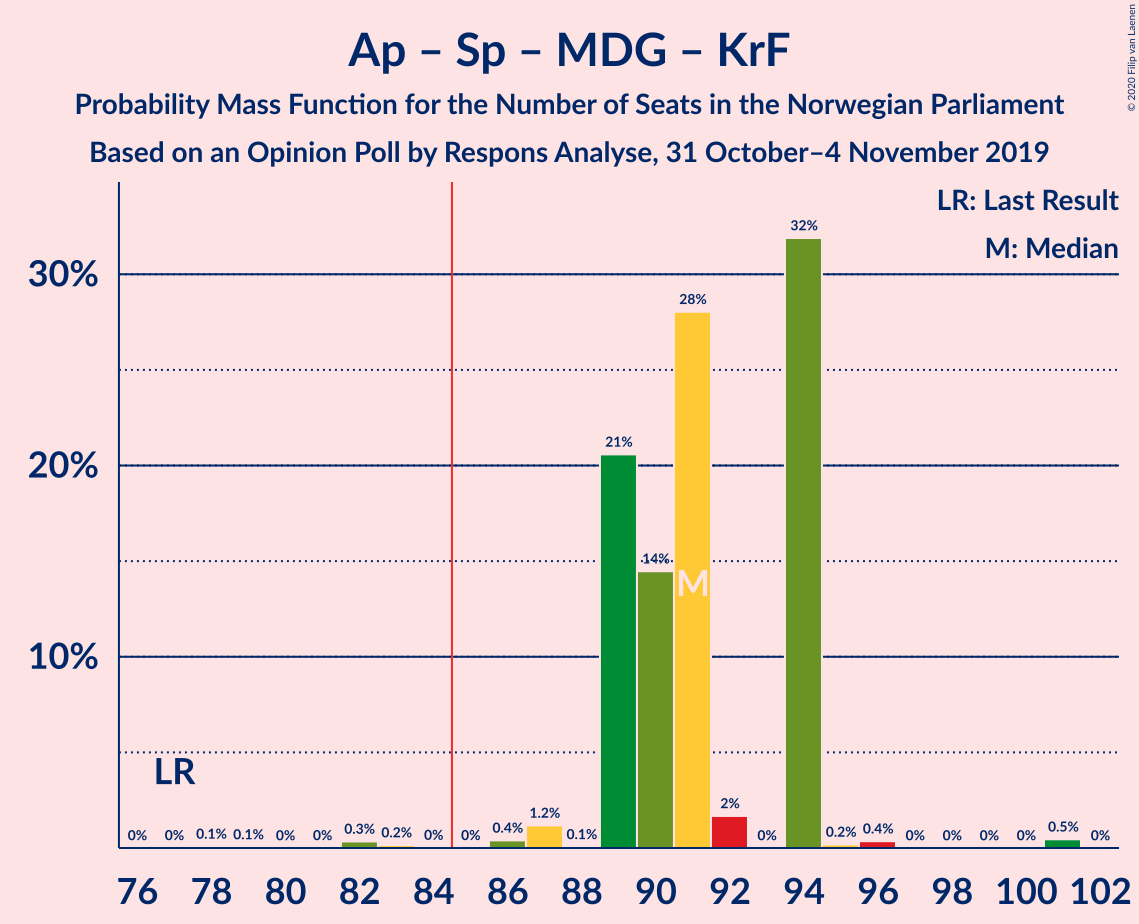 Ap – Sp – MDG – KrF
Probability Mass Function for the Number of Seats in the Norwegian Parliament
Based on an Opinion Poll by Respons Analyse, 31 October–4 November 2019
© 2020 Filip van Laenen
LR: Last Result
M: Median
30%
20%
10%
LR
M
0% 0% 0.1% 0.1% 0% 0% 0.3% 0.2% 0% 0% 0.4% 1.2% 0.1% 21% 14% 28% 2% 0% 32% 0.2% 0.4% 0% 0% 0% 0% 0.5% 0%
76 78 80 82 84 86 88 90 92 94 96 98 100 102